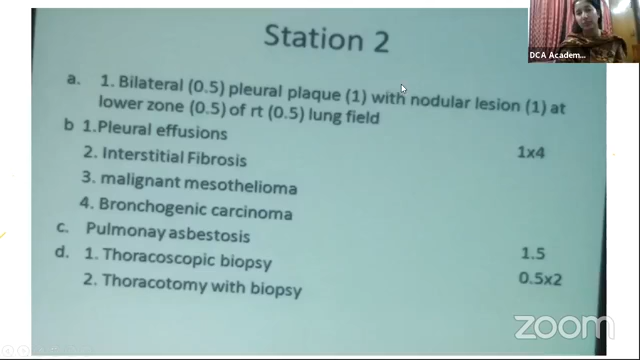 DCA Academ...
Station 2
a. 1. Bilateral (0.5) pleural plaque (1) with nodular lesion (1) at
lower zone (0.5) of rt (0.5) lung field
b 1.Pleural effusions
2. Interstitial Fibrosis 1x4
3. malignant mesothelioma
4. Bronchogenic carcinoma
c. Pulmonay asbestosis 1.5
d. 1. Thoracoscopic biopsy 0.5x2
2. Thoracotomy with biopsy
zoom